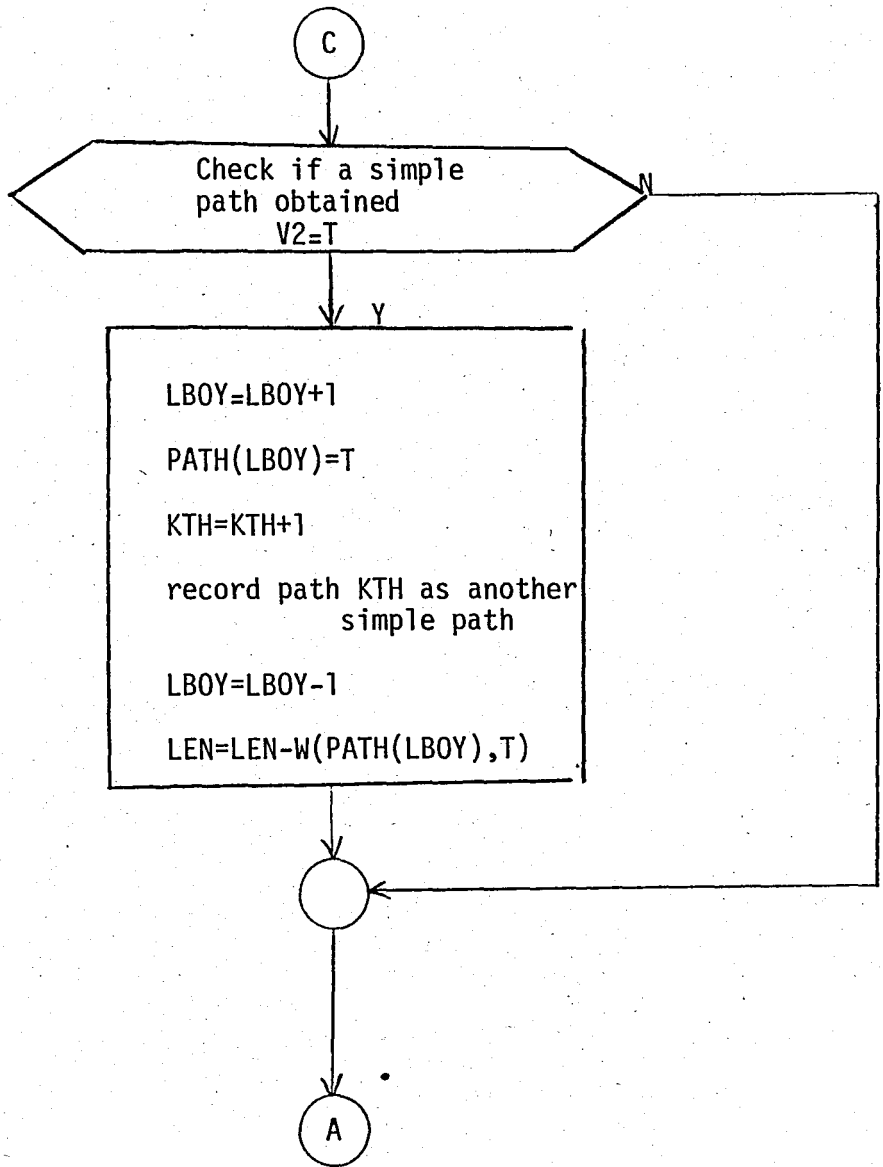 C
Check if a simple
path obtained
V2=T
N
Y
LBOY=LBOY+1
PATH(LBOY)=T
KTH=KTH+1
record path KTH as another
simple path
LBOY=LBOY-1
LEN=LEN-W(PATH(LBOY),T)
A